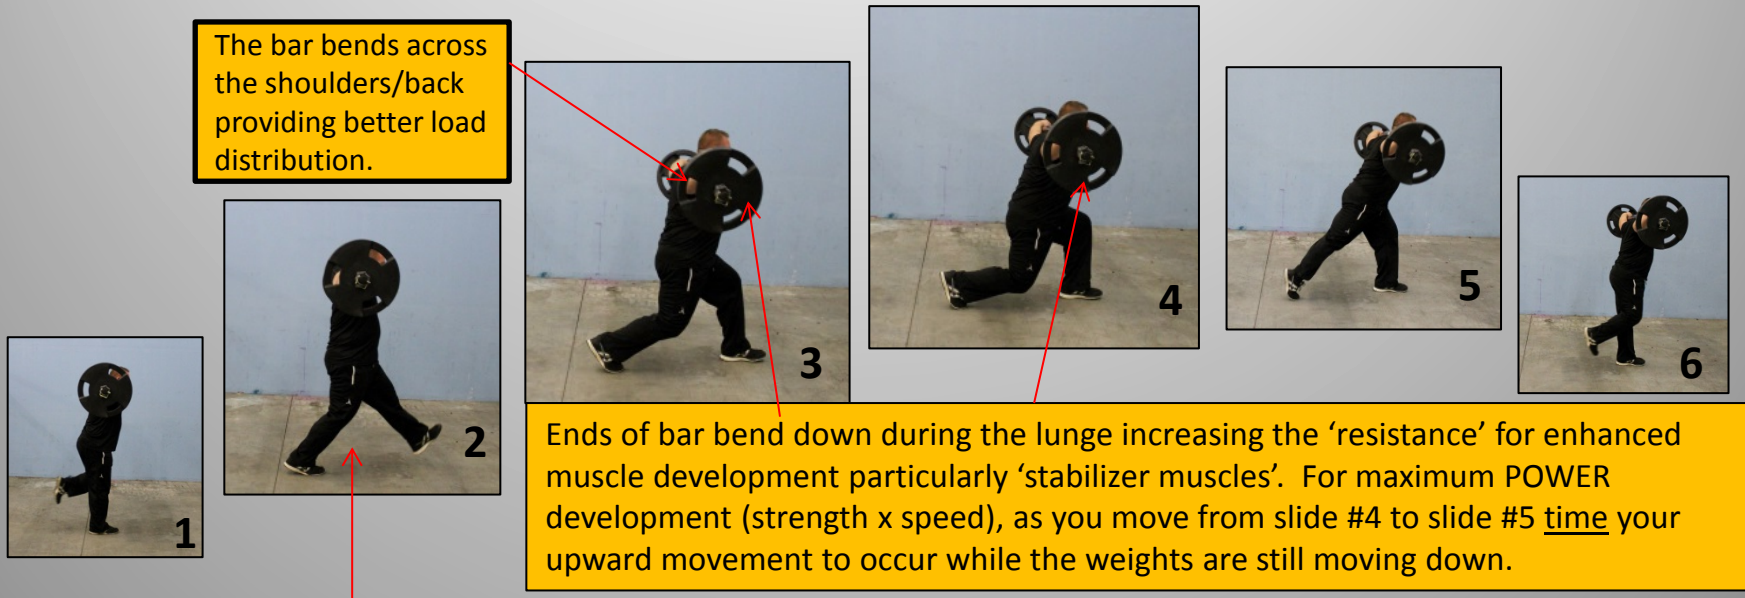 The bar bends across
the shoulders/back
providing better load
distribution.
1
2
3
4
5
6
Ends of bar bend down during the lunge increasing the ‘resistance’ for enhanced
muscle development particularly ‘stabilizer muscles’.  For maximum POWER
development (strength x speed), as you move from slide #4 to slide #5 time your
upward movement to occur while the weights are still moving down.